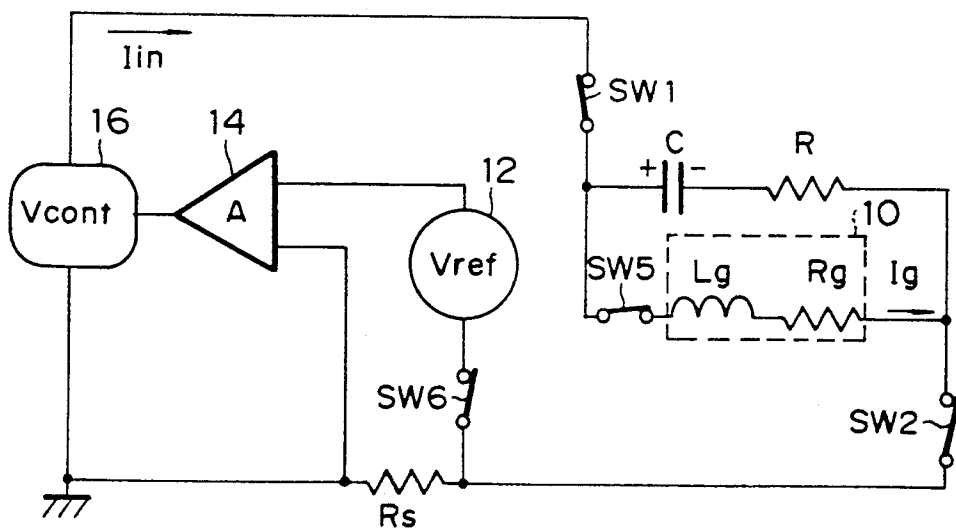 Iin
SW1
16
14
C
R
+
-
12
10
Vcont
A
Vref
SW5
Lg
Rg
Ig
SW6
SW2
Rs